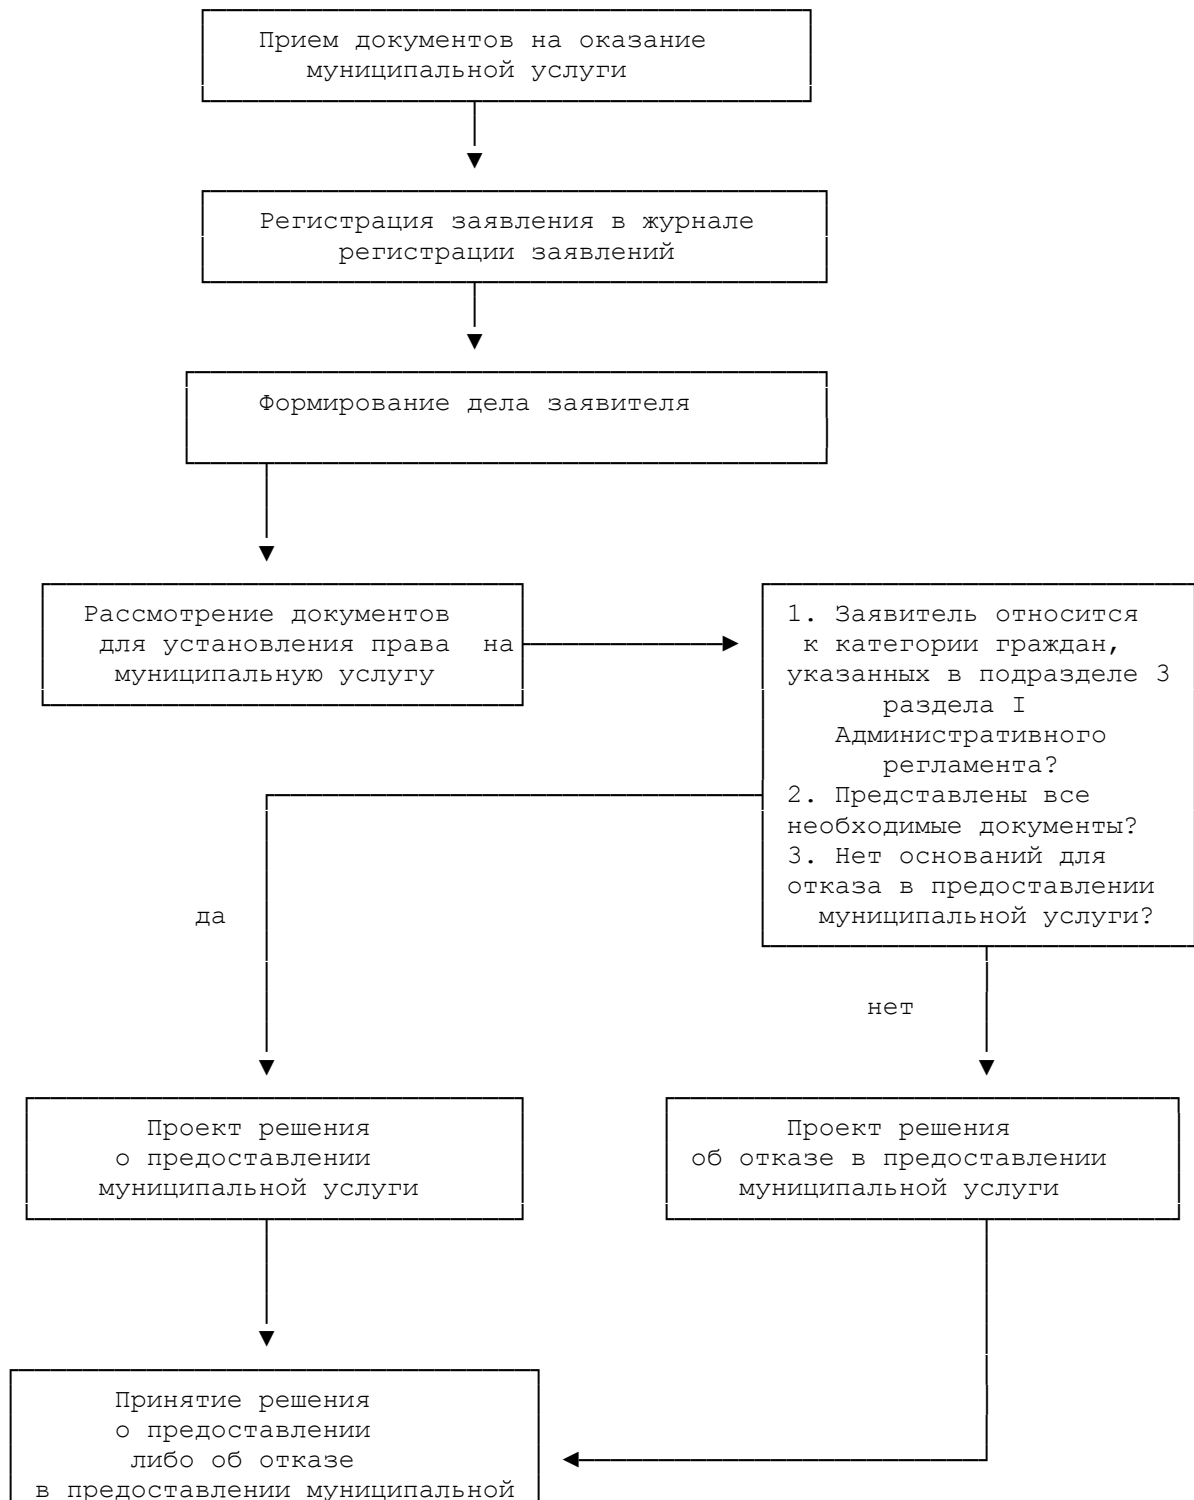 Прием документов на оказание
муниципальной услуги
Регистрация заявления в журнале
регистрации заявлений
Формирование дела заявителя
Рассмотрение документов
для установления права на
муниципальную услугу
1. Заявитель относится
к категории граждан,
указанных в подразделе 3
раздела I
Административного
регламента?
2. Представлены все
необходимые документы?
3. Нет оснований для
отказа в предоставлении
муниципальной услуги?
да
нет
Проект решения
о предоставлении
муниципальной услуги
Проект решения
об отказе в предоставлении
муниципальной услуги
Принятие решения
о предоставлении
либо об отказе
в предоставлении муниципальной